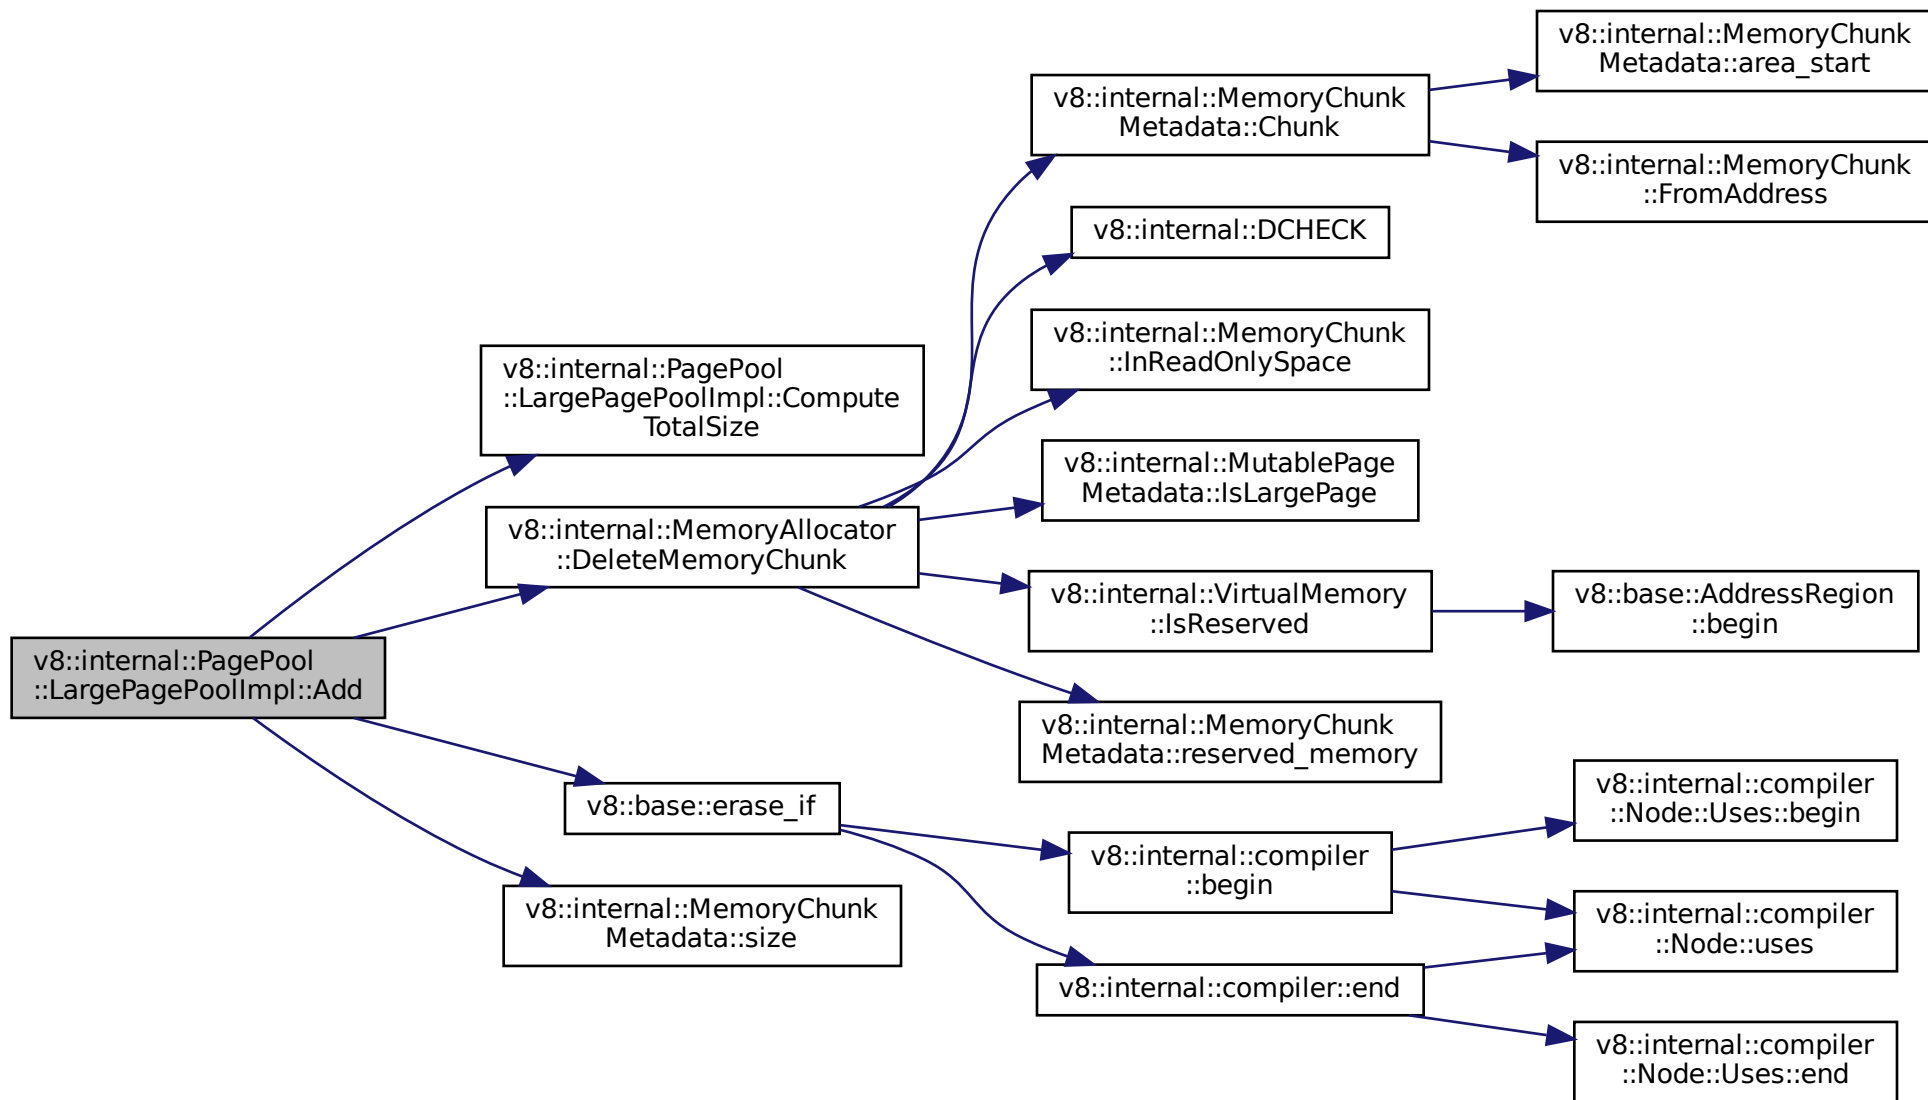 v8::internal::MemoryChunk
Metadata::area_start
v8::internal::MemoryChunk
Metadata::Chunk
v8::internal::MemoryChunk
::FromAddress
v8::internal::DCHECK
v8::internal::MemoryChunk
::InReadOnlySpace
v8::internal::PagePool
::LargePagePoolImpl::Compute
TotalSize
v8::internal::MutablePage
Metadata::IsLargePage
v8::internal::MemoryAllocator
::DeleteMemoryChunk
v8::internal::VirtualMemory
::IsReserved
v8::base::AddressRegion
::begin
v8::internal::PagePool
::LargePagePoolImpl::Add
v8::internal::MemoryChunk
Metadata::reserved_memory
v8::base::erase_if
v8::internal::compiler
::Node::Uses::begin
v8::internal::compiler
::begin
v8::internal::MemoryChunk
Metadata::size
v8::internal::compiler
::Node::uses
v8::internal::compiler::end
v8::internal::compiler
::Node::Uses::end